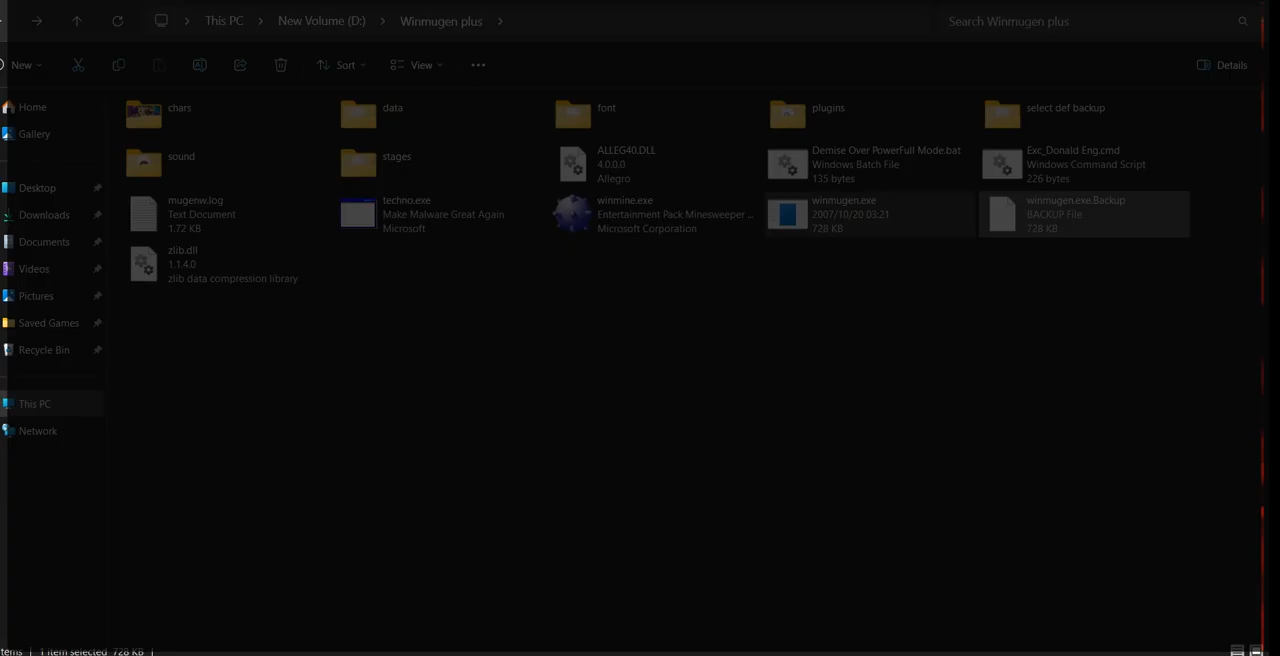 This PC > New Volume (D:) > Winmugen plus >
Search Winmugen plus
New
Sort
View
Details
Home
Gallery
Desktop
Downloads
Documents
Videos
Pictures
Saved Games
Recycle Bin
This PC
Network
chars
data
font
plugins
select def backup
sound
stages
ALLEG40.DLL
4.0.0.0
Allegro
Demise Over PowerFull Mode.bat
Windows Batch File
135 bytes
Exc_Donald Eng.cmd
Windows Command Script
226 bytes
mugenw.log
Text Document
1.72 KB
techno.exe
Make Malware Great Again
Microsoft
winmine.exe
Entertainment Pack Minesweeper ...
Microsoft Corporation
winmugen.exe
2007/10/20 03:21
728 KB
winmugen.exe.Backup
BACKUP File
728 KB
zlib.dll
1.1.4.0
zlib data compression library
tems | 1 item selected 728 KB |